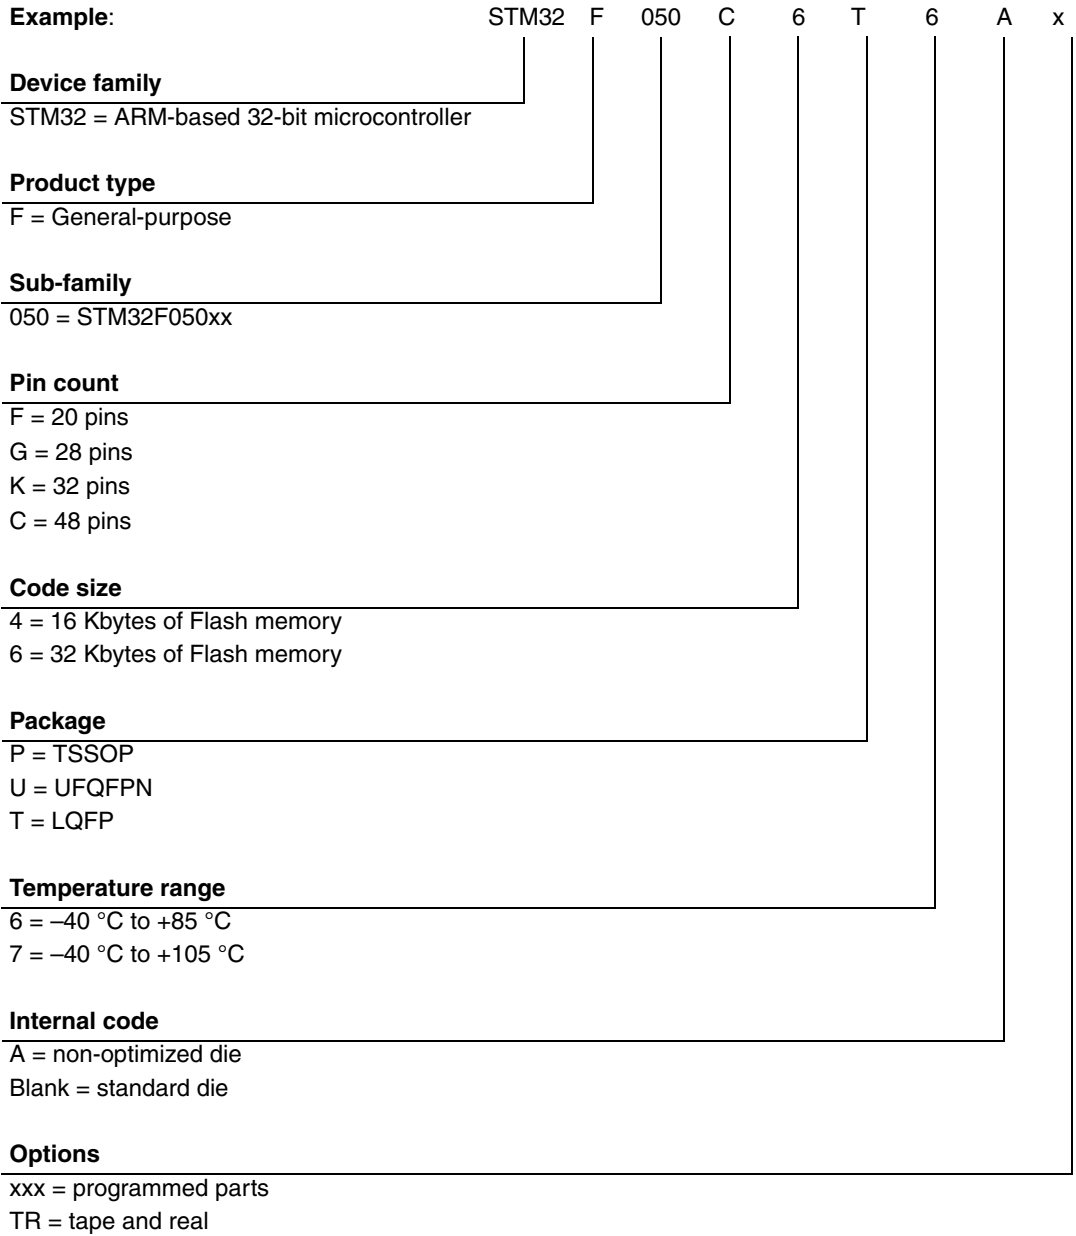 Example: STM32 F 050 C 6 T 6 A x
Device family
STM32 = ARM-based 32-bit microcontroller
Product type
F = General-purpose
Sub-family
050 = STM32F050xx
Pin count
F = 20 pins
G = 28 pins
K = 32 pins
C = 48 pins
Code size
4 = 16 Kbytes of Flash memory
6 = 32 Kbytes of Flash memory
Package
P = TSSOP
U = UFQFPN
T = LQFP
Temperature range
6 = –40 °C to +85 °C
7 = –40 °C to +105 °C
Internal code
A = non-optimized die
Blank = standard die
Options
xxx = programmed parts
TR = tape and real